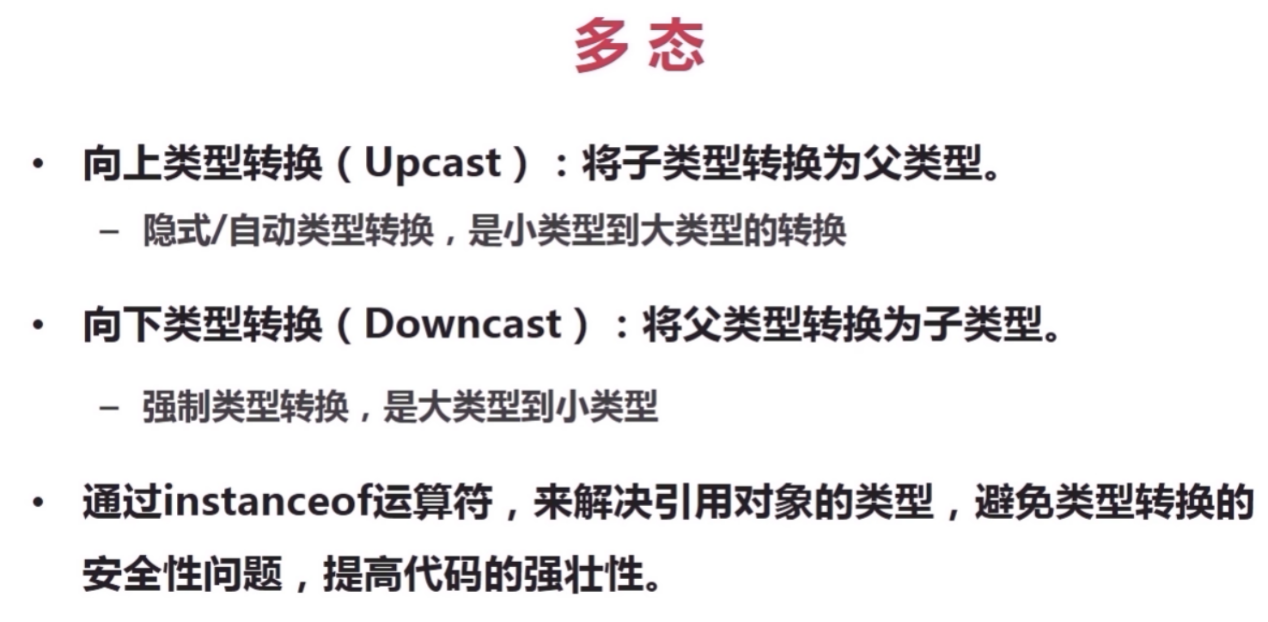 多态
• 向上类型转换（Upcast）：将子类型转换为父类型。
– 隐式/自动类型转换，是小类型到大类型的转换
• 向下类型转换（Downcast）：将父类型转换为子类型。
– 强制类型转换，是大类型到小类型
• 通过instanceof运算符，来解决引用对象的类型，避免类型转换的
安全性问题，提高代码的强壮性。